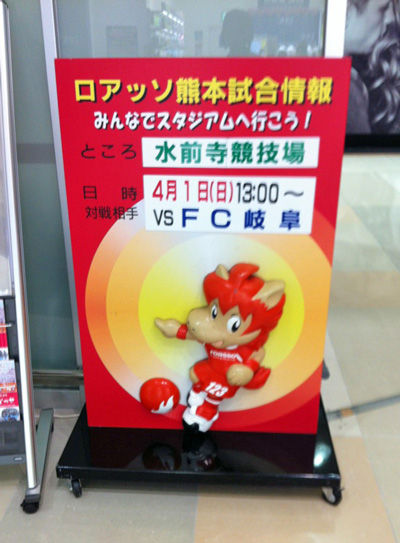 ロアッソ熊本試合情報
みんなでスタジアムへ行こう!
ところ 水前寺競技場
日時 4月1日(日)13:00～
対戦相手 VS FC岐阜
123